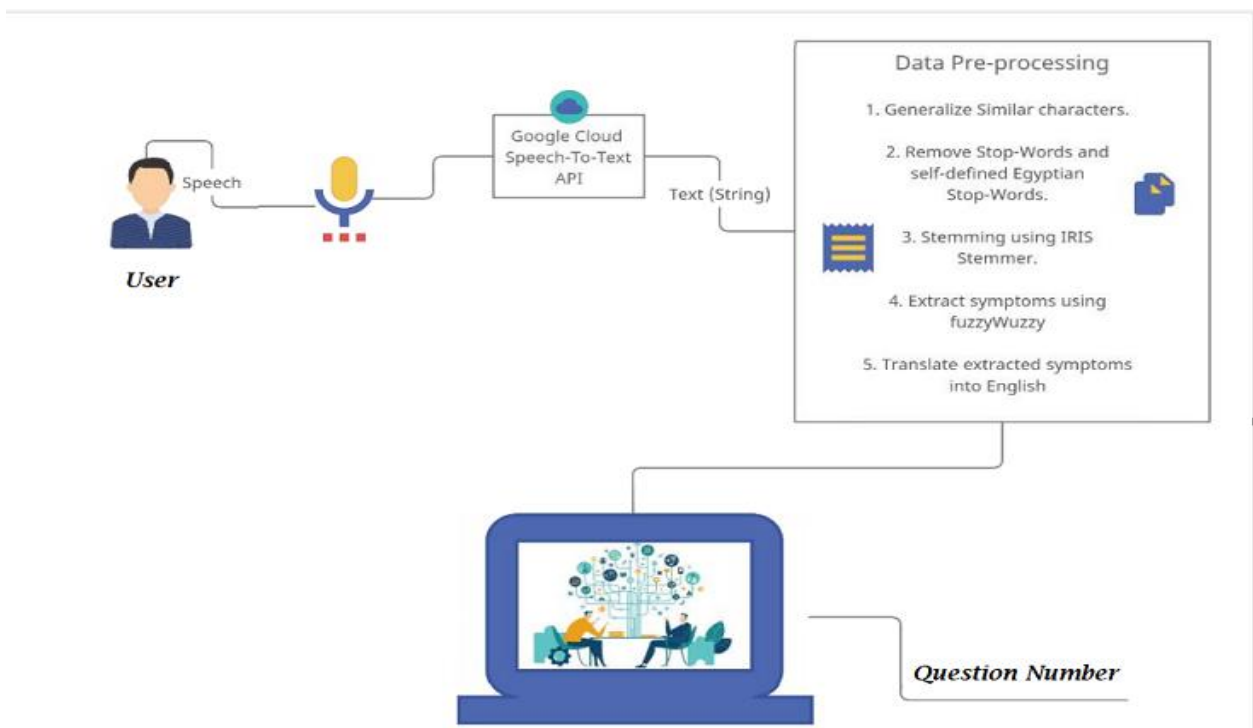 Data Pre-processing
1. Generalize Similar characters.
2. Remove Stop-Words and
self-defined Egyptian
Stop-Words.
3. Stemming using IRIS
Stemmer.
4. Extract symptoms using
fuzzyWuzzy
5. Translate extracted symptoms
into English
Google Cloud
Speech-To-Text
API
Speech
Text (String)
User
Question Number